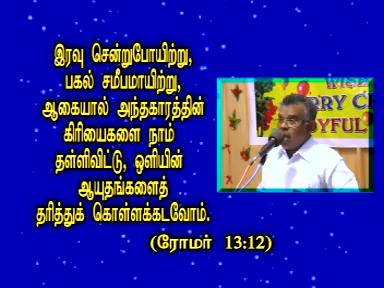 இரவு சென்றுபோயிற்று,
பகல் சமீபமாயிற்று,
ஆகையால் அந்தகாரத்தின்
கிரியைகளை நாம்
தள்ளிவிட்டு, ஒளியின்
ஆயுதங்களைத்
தரித்துக் கொள்ளக்கடவோம்.
(ரோமர் 13:12)